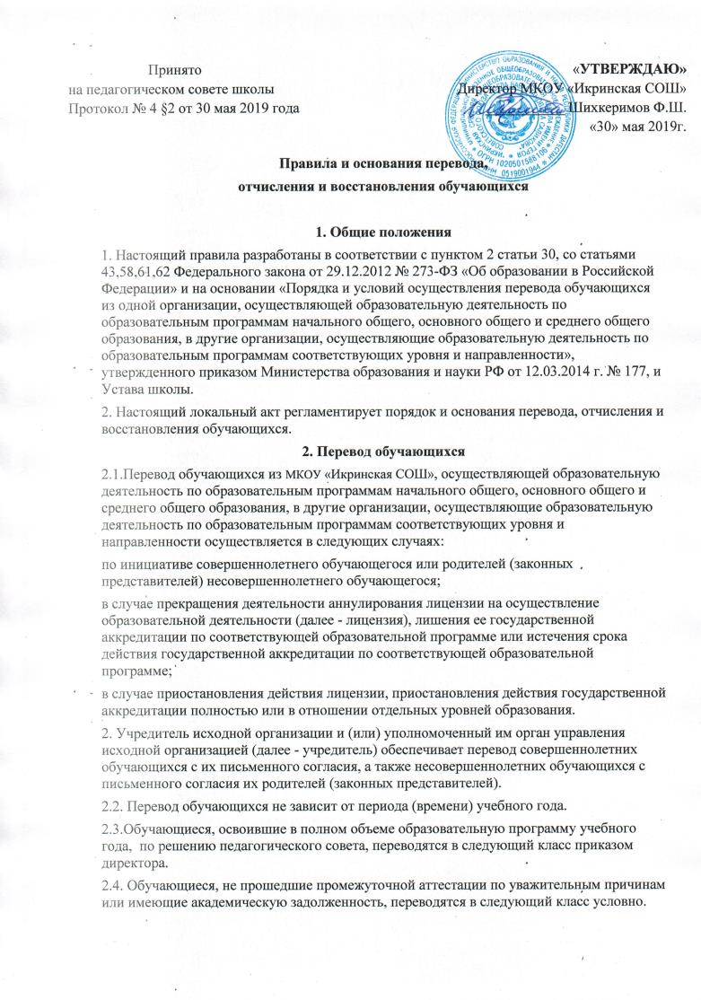 Принято
на педагогическом совете школы
Протокол № 4 §2 от 30 мая 2019 года
«УТВЕРЖДАЮ»
Директор МКОУ «Икринская СОШ»
Шихкеримов Ф.Ш.
«30» мая 2019г.
Правила и основания перевода,
отчисления и восстановления обучающихся
1. Общие положения
1. Настоящий правила разработаны в соответствии с пунктом 2 статьи 30, со статьями
43,58,61,62 Федерального закона от 29.12.2012 № 273-ФЗ «Об образовании в Российской
Федерации» и на основании «Порядка и условий осуществления перевода обучающихся
из одной организации, осуществляющей образовательную деятельность по
образовательным программам начального общего, основного общего и среднего общего
образования, в другие организации, осуществляющие образовательную деятельность по
образовательным программам соответствующих уровня и направленности»,
утвержденного приказом Министерства образования и науки РФ от 12.03.2014 г. № 177, и
Устава школы.
2. Настоящий локальный акт регламентирует порядок и основания перевода, отчисления и
восстановления обучающихся.
2. Перевод обучающихся
2.1.Перевод обучающихся из МКОУ «Икринская СОШ», осуществляющей образовательную
деятельность по образовательным программам начального общего, основного общего и
среднего общего образования, в другие организации, осуществляющие образовательную
деятельность по образовательным программам соответствующих уровня и
направленности осуществляется в следующих случаях:
по инициативе совершеннолетнего обучающегося или родителей (законных
представителей) несовершеннолетнего обучающегося;
в случае прекращения деятельности аннулирования лицензии на осуществление
образовательной деятельности (далее - лицензия), лишения ее государственной
аккредитации по соответствующей образовательной программе или истечения срока
действия государственной аккредитации по соответствующей образовательной
программе;
в случае приостановления действия лицензии, приостановления действия государственной
аккредитации полностью или в отношении отдельных уровней образования.
2. Учредитель исходной организации и (или) уполномоченный им орган управления
исходной организацией (далее - учредитель) обеспечивает перевод совершеннолетних
обучающихся с их письменного согласия, а также несовершеннолетних обучающихся с
письменного согласия их родителей (законных представителей).
2.2. Перевод обучающихся не зависит от периода (времени) учебного года.
2.3.Обучающиеся, освоившие в полном объеме образовательную программу учебного
года, по решению педагогического совета, переводятся в следующий класс приказом
директора.
2.4. Обучающиеся, не прошедшие промежуточной аттестации по уважительным причинам
или имеющие академическую задолженность, переводятся в следующий класс условно.